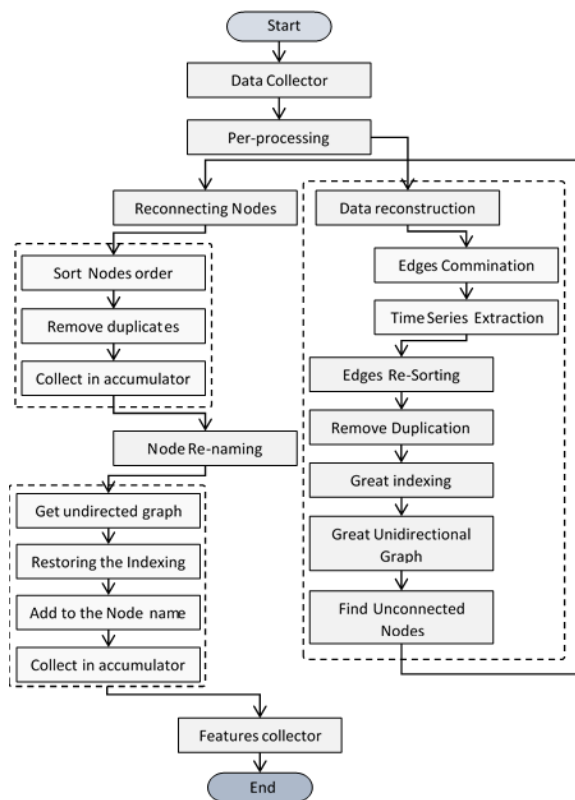 Start
Data Collector
Per-processing
Reconnecting Nodes
Sort Nodes order
Remove duplicates
Collect in accumulator
Node Re-naming
Get undirected graph
Restoring the Indexing
Add to the Node name
Collect in accumulator
Data reconstruction
Edges Commination
Time Series Extraction
Edges Re-Sorting
Remove Duplication
Great indexing
Great Unidirectional
Graph
Find Unconnected
Nodes
Features collector
End